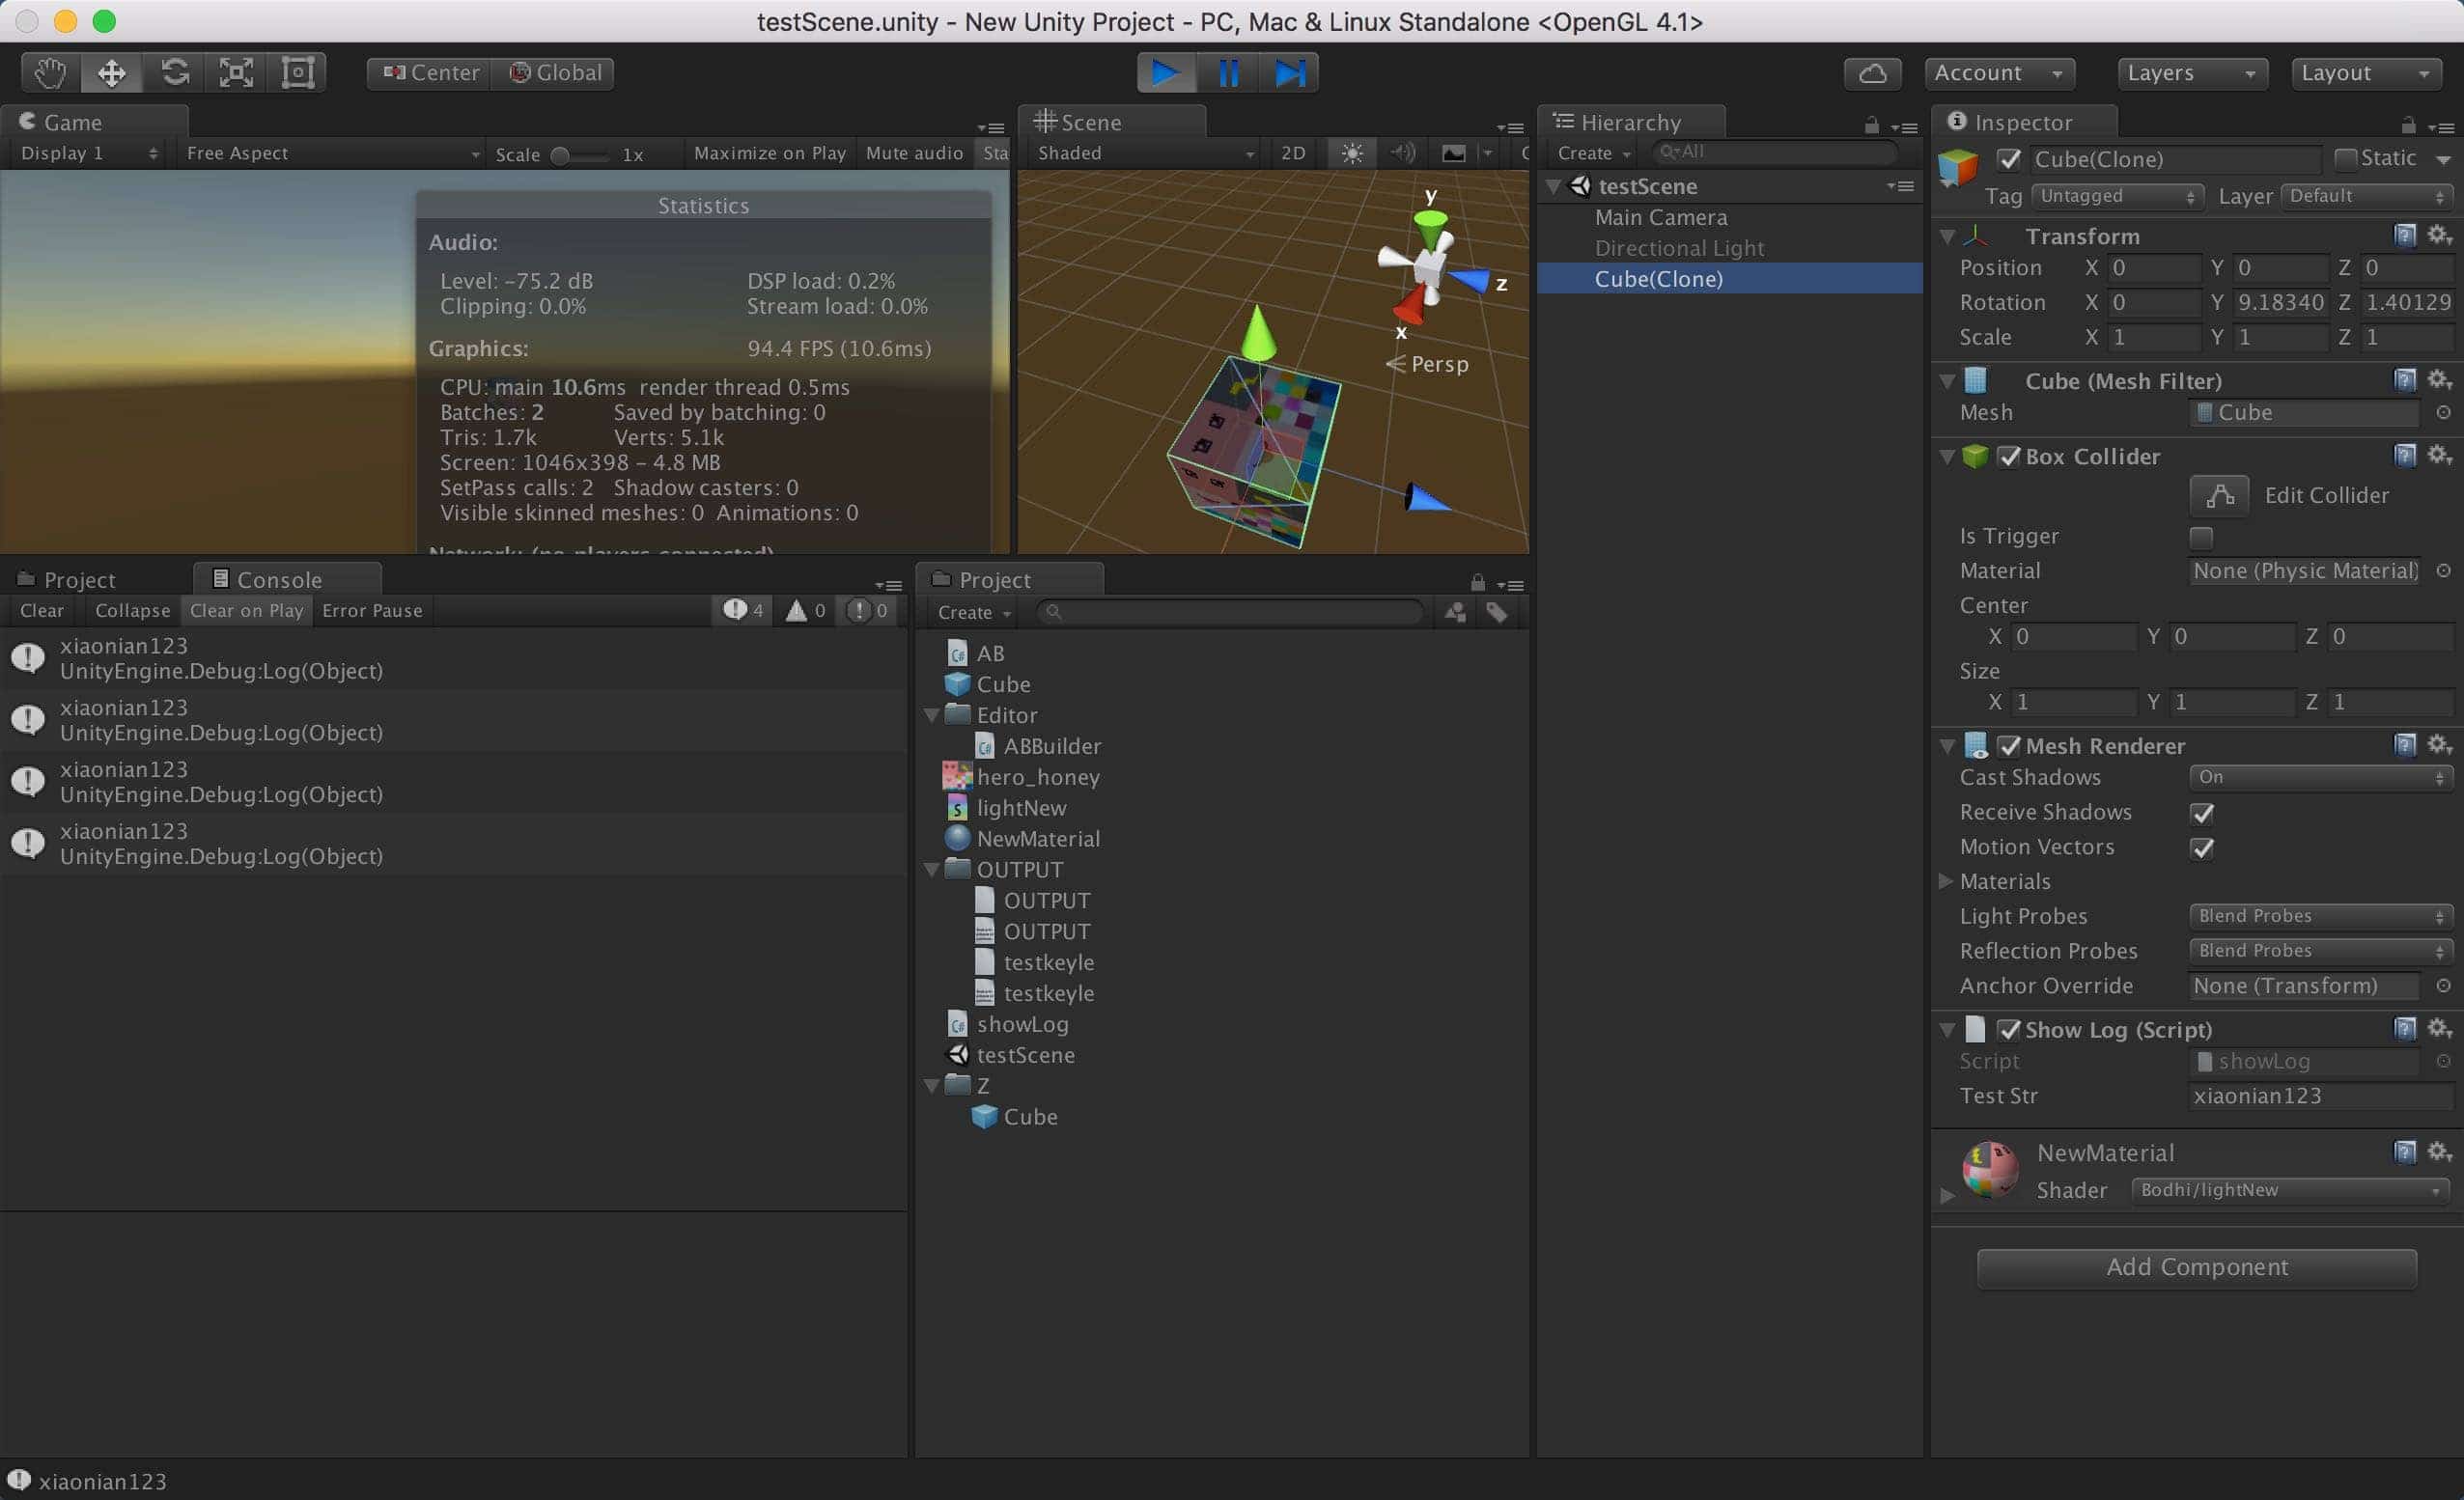 testScene.unity - New Unity Project - PC, Mac & Linux Standalone <OpenGL 4.1>
Center Global
Account Layers Layout
Game
Display 1 Free Aspect Scale 1x Maximize on Play Mute audio Sta
Statistics
Audio:
Level: -75.2 dB DSP load: 0.2%
Clipping: 0.0% Stream load: 0.0%
Graphics: 94.4 FPS (10.6ms)
CPU: main 10.6ms render thread 0.5ms
Batches: 2 Saved by batching: 0
Tris: 1.7k Verts: 5.1k
Screen: 1046x398 - 4.8 MB
SetPass calls: 2 Shadow casters: 0
Visible skinned meshes: 0 Animations: 0
Network: (no players connected)
Scene
Shaded 2D
y
z
x
Persp
Hierarchy
Create All
testScene
Main Camera
Directional Light
Cube(Clone)
Project Console
Clear Collapse Clear on Play Error Pause 4 0 0
xiaonian123
UnityEngine.Debug:Log(Object)
xiaonian123
UnityEngine.Debug:Log(Object)
xiaonian123
UnityEngine.Debug:Log(Object)
xiaonian123
UnityEngine.Debug:Log(Object)
Project
Create
AB
Cube
Editor
ABBuilder
hero_honey
lightNew
NewMaterial
OUTPUT
OUTPUT
OUTPUT
testkeyle
testkeyle
showLog
testScene
Z
Cube
Inspector
Cube(Clone) Static
Tag Untagged Layer Default
Transform
Position X 0 Y 0 Z 0
Rotation X 0 Y 9.18340 Z 1.40129
Scale X 1 Y 1 Z 1
Cube (Mesh Filter)
Mesh Cube
Box Collider
Edit Collider
Is Trigger
Material None (Physic Material)
Center
X 0 Y 0 Z 0
Size
X 1 Y 1 Z 1
Mesh Renderer
Cast Shadows On
Receive Shadows
Motion Vectors
Materials
Light Probes Blend Probes
Reflection Probes Blend Probes
Anchor Override None (Transform)
Show Log (Script)
Script showLog
Test Str xiaonian123
NewMaterial
Shader Bodhi/lightNew
Add Component
xiaonian123